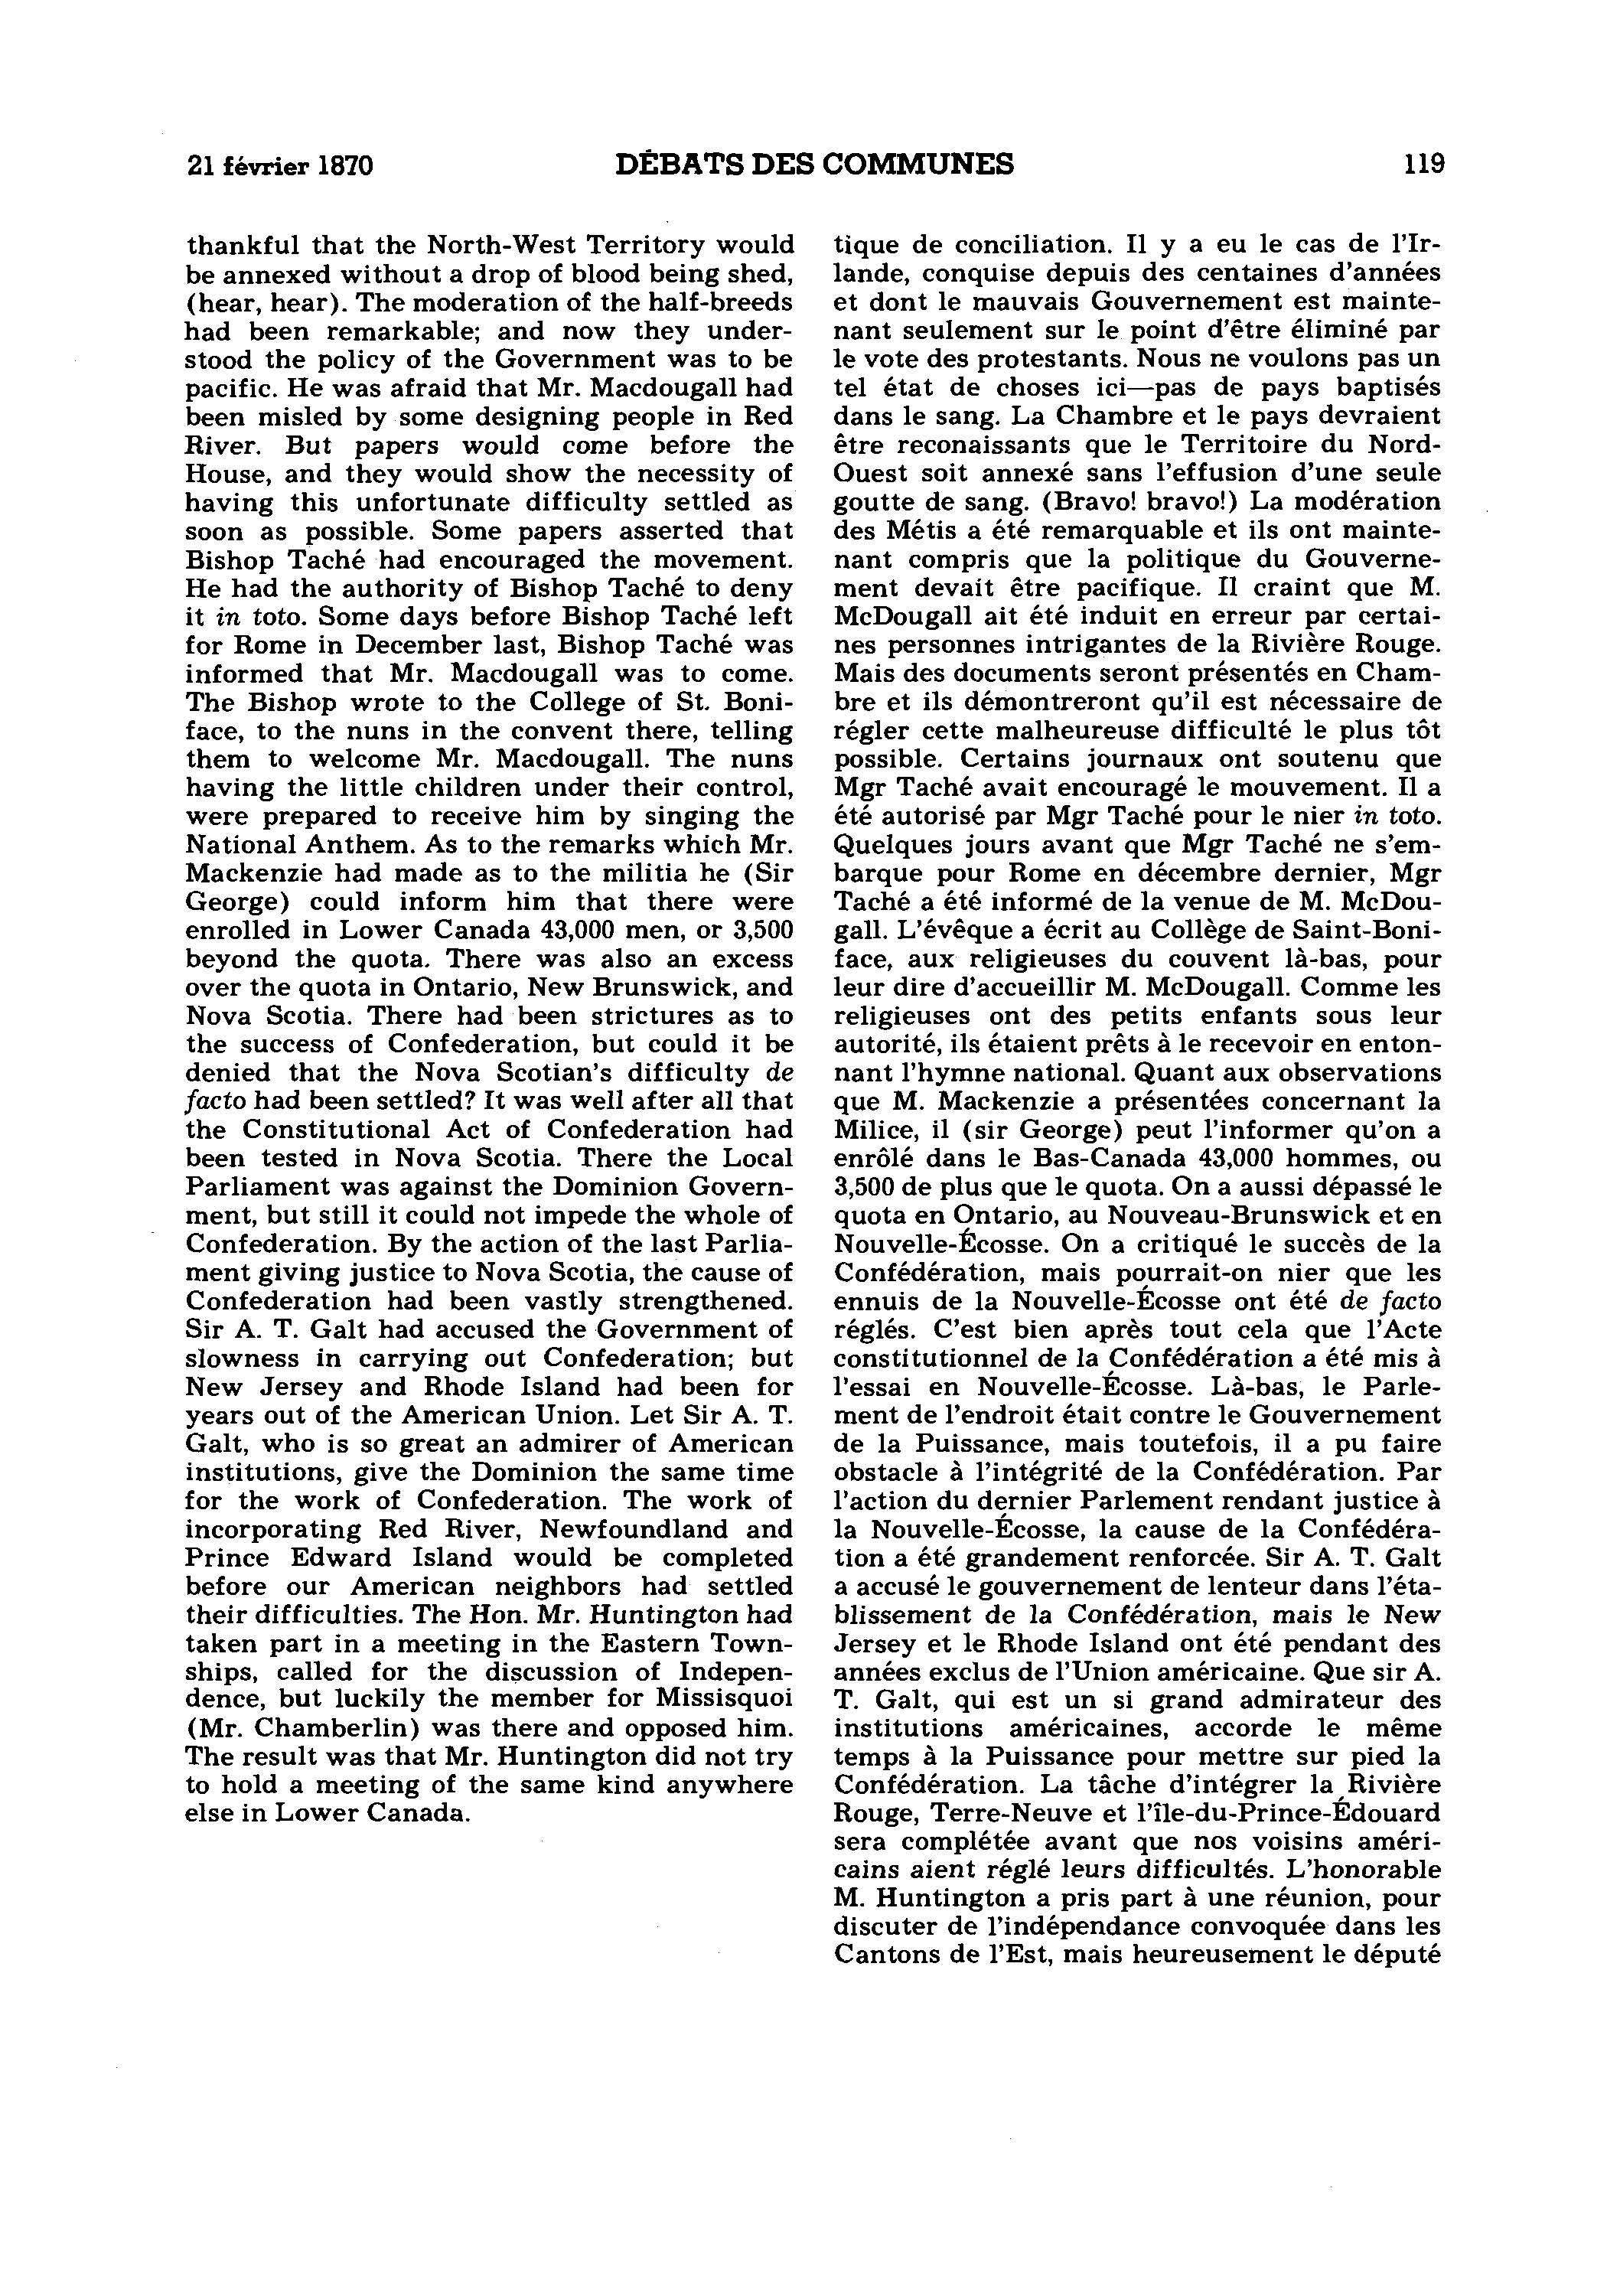 21 février 1870
DÉBATS DES COMMUNES
119
thankful that the North-West Territory would
be annexed without a drop of blood being shed,
(hear, hear). The moderation of the half-breeds
had been remarkable; and now they under-
stood the policy of the Government was to be
pacific. He was afraid that Mr. Macdougall had
been misled by some designing people in Red
River. But papers would come before the
House, and they would show the necessity of
having this unfortunate difficulty settled as
soon as possible. Some papers asserted that
Bishop Taché had encouraged the movement.
He had the authority of Bishop Taché to deny
it in toto. Some days before Bishop Taché left
for Rome in December last, Bishop Taché was
informed that Mr. Macdougall was to come.
The Bishop wrote to the College of St. Boni-
face, to the nuns in the convent there, telling
them to welcome Mr. Macdougall. The nuns
having the little children under their control,
were prepared to receive him by singing the
National Anthem. As to the remarks which Mr.
Mackenzie had made as to the militia he (Sir
George) could inform him that there were
enrolled in Lower Canada 43,000 men, or 3,500
beyond the quota. There was also an excess
over the quota in Ontario, New Brunswick, and
Nova Scotia. There had been strictures as to
the success of Confederation, but could it be
denied that the Nova Scotian's difficulty de
facto had been settled? It was well after all that
the Constitutional Act of Confederation had
been tested in Nova Scotia. There the Local
Parliament was against the Dominion Govern-
ment, but still it could not impede the whole of
Confederation. By the action of the last Parlia-
ment giving justice to Nova Scotia, the cause of
Confederation had been vastly strengthened.
Sir A. T. Galt had accused the Government of
slowness in carrying out Confederation; but
New Jersey and Rhode Island had been for
years out of the American Union. Let Sir A. T.
Galt, who is so great an admirer of American
institutions, give the Dominion the same time
for the work of Confederation. The work of
incorporating Red River, Newfoundland and
Prince Edward Island would be completed
before our American neighbors had settled
their difficulties. The Hon. Mr. Huntington had
taken part in a meeting in the Eastern Town-
ships, called for the discussion of Indepen-
dence, but luckily the member for Missisquoi
(Mr. Chamberlin) was there and opposed him.
The result was that Mr. Huntington did not try
to hold a meeting of the same kind anywhere
else in Lower Canada.
tique de conciliation. Il y a eu le cas de l'Ir-
lande, conquise depuis des centaines d'années
et dont le mauvais Gouvernement est mainte-
nant seulement sur le point d'être éliminé par
le vote des protestants. Nous ne voulons pas un
tel état de choses ici—pas de pays baptisés
dans le sang. La Chambre et le pays devraient
être reconaissants que le Territoire du Nord-
Ouest soit annexé sans l'effusion d'une seule
goutte de sang. (Bravo! bravo!) La modération
des Métis a été remarquable et ils ont mainte-
nant compris que la politique du Gouverne-
ment devait être pacifique. Il craint que M.
McDougall ait été induit en erreur par certai-
nes personnes intrigantes de la Rivière Rouge.
Mais des documents seront présentés en Cham-
bre et ils démontreront qu'il est nécessaire de
régler cette malheureuse difficulté le plus tôt
possible. Certains journaux ont soutenu que
Mgr Taché avait encouragé le mouvement. Il a
été autorisé par Mgr Taché pour le nier in toto.
Quelques jours avant que Mgr Taché ne s'em-
barque pour Rome en décembre dernier, Mgr
Taché a été informé de la venue de M. McDou-
gall. L'évêque a écrit au Collège de Saint-Boni-
face, aux religieuses du couvent là-bas, pour
leur dire d'accueillir M. McDougall. Comme les
religieuses ont des petits enfants sous leur
autorité, ils étaient prêts à le recevoir en enton-
nant l'hymne national. Quant aux observations
que M. Mackenzie a présentées concernant la
Milice, il (sir George) peut l'informer qu'on a
enrôlé dans le Bas-Canada 43,000 hommes, ou
3,500 de plus que le quota. On a aussi dépassé le
quota en Ontario, au Nouveau-Brunswick et en
Nouvelle-Écosse. On a critiqué le succès de la
Confédération, mais pourrait-on nier que les
ennuis de la Nouvelle-Écosse ont été de facto
réglés. C'est bien après tout cela que l'Acte
constitutionnel de la Confédération a été mis à
l'essai en Nouvelle-Écosse. Là-bas, le Parle-
ment de l'endroit était contre le Gouvernement
de la Puissance, mais toutefois, il a pu faire
obstacle à l'intégrité de la Confédération. Par
l'action du dernier Parlement rendant justice à
la Nouvelle-Écosse, la cause de la Confédéra-
tion a été grandement renforcée. Sir A. T. Galt
a accusé le gouvernement de lenteur dans l'éta-
blissement de la Confédération, mais le New
Jersey et le Rhode Island ont été pendant des
années exclus de l'Union américaine. Que sir A.
T. Galt, qui est un si grand admirateur des
institutions américaines, accorde le même
temps à la Puissance pour mettre sur pied la
Confédération. La tâche d'intégrer la Rivière
Rouge, Terre-Neuve et l'île-du-Prince-Édouard
sera complétée avant que nos voisins améri-
cains aient réglé leurs difficultés. L'honorable
M. Huntington a pris part à une réunion, pour
discuter de l'indépendance convoquée dans les
Cantons de l'Est, mais heureusement le député